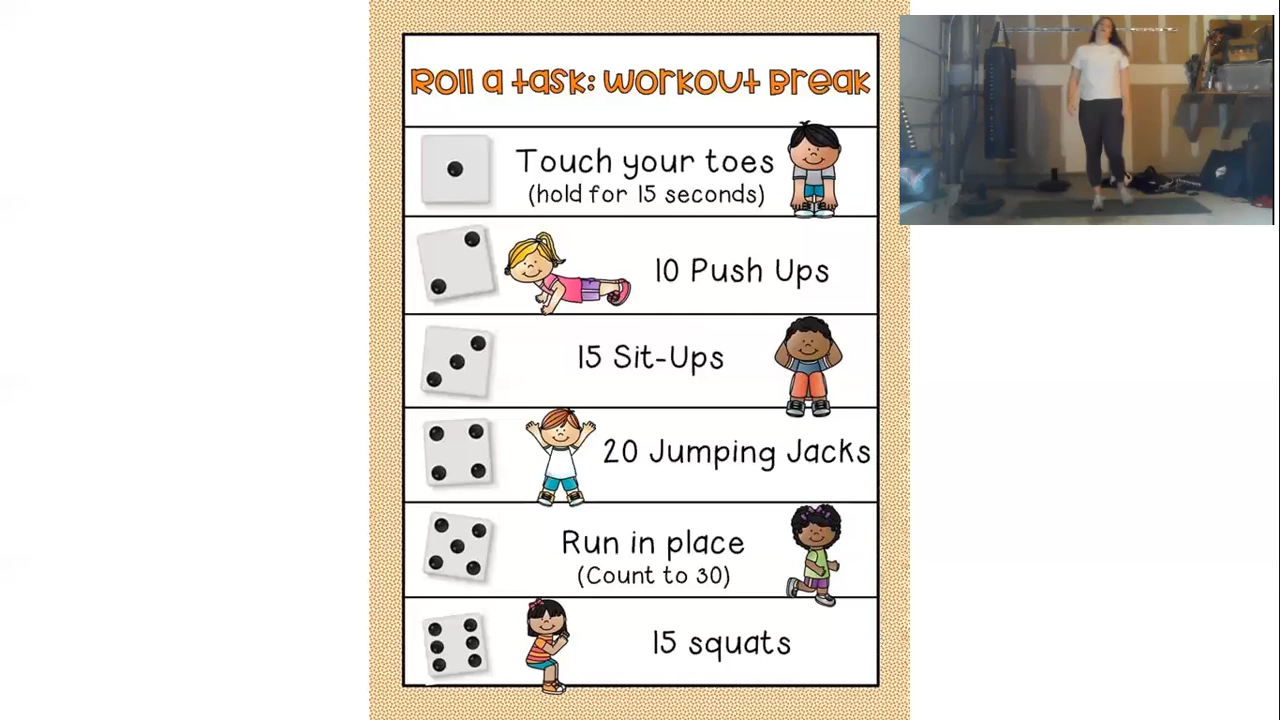 Roll a task: Workout Break
Touch your toes
(hold for 15 seconds)
10 Push Ups
15 Sit-Ups
20 Jumping Jacks
Run in place
(Count to 30)
15 squats